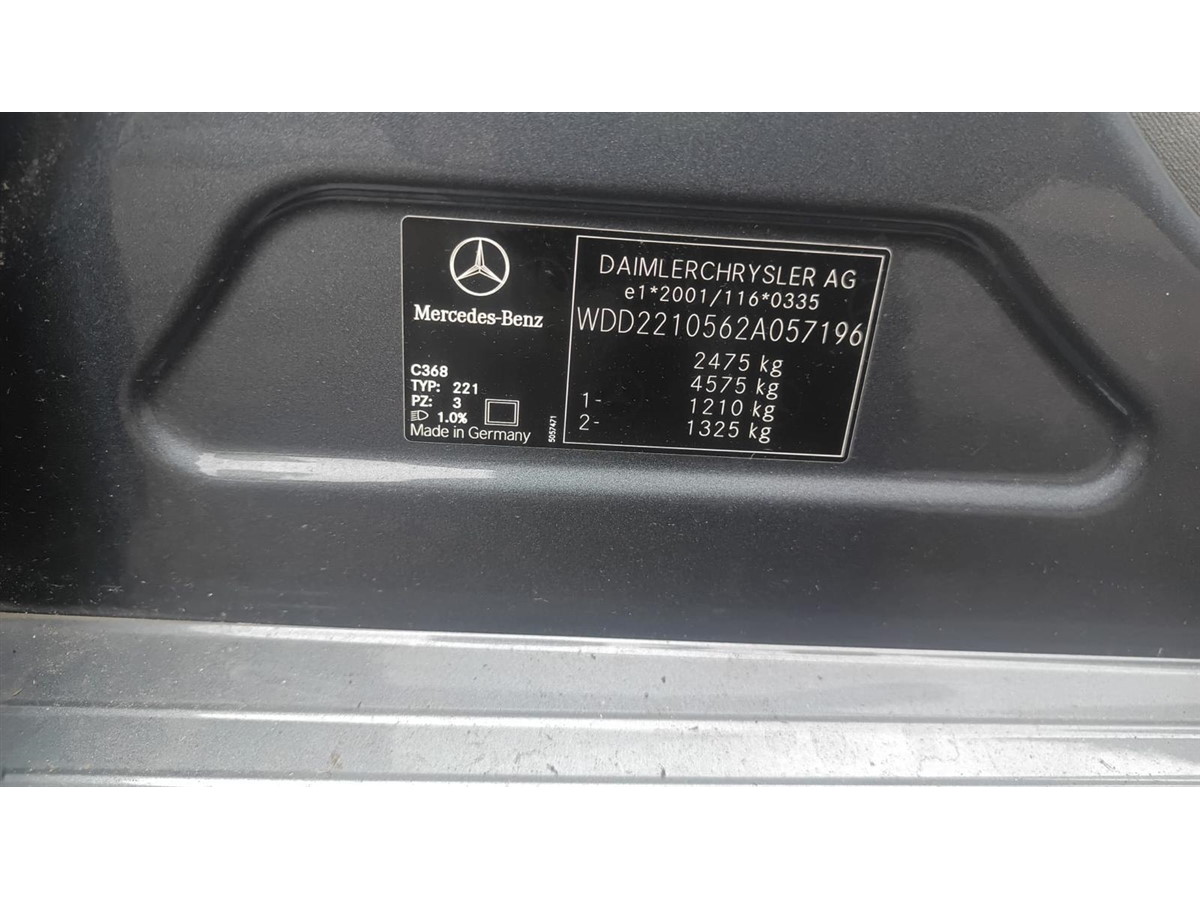 Mercedes-Benz
C368
TYP: 221
PZ: 3
1.0%
Made in Germany
5057471
DAIMLERCHRYSLER AG
e1*2001/116*0335
WDD2210562A057196
2475 kg
4575 kg
1- 1210 kg
2- 1325 kg